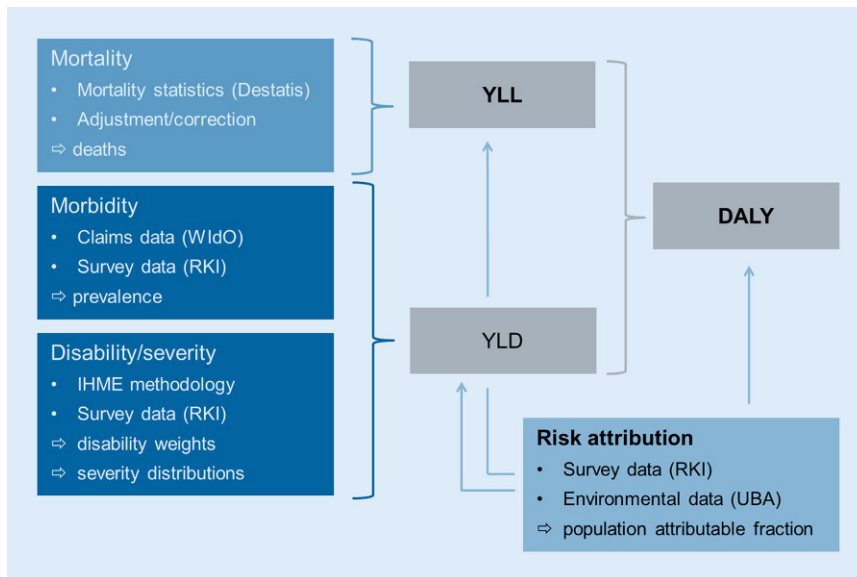 Mortality
• Mortality statistics (Destatis)
• Adjustment/correction
⇨ deaths
Morbidity
• Claims data (WIdO)
• Survey data (RKI)
⇨ prevalence
Disability/severity
• IHME methodology
• Survey data (RKI)
⇨ disability weights
⇨ severity distributions
YLL
YLD
DALY
Risk attribution
• Survey data (RKI)
• Environmental data (UBA)
⇨ population attributable fraction